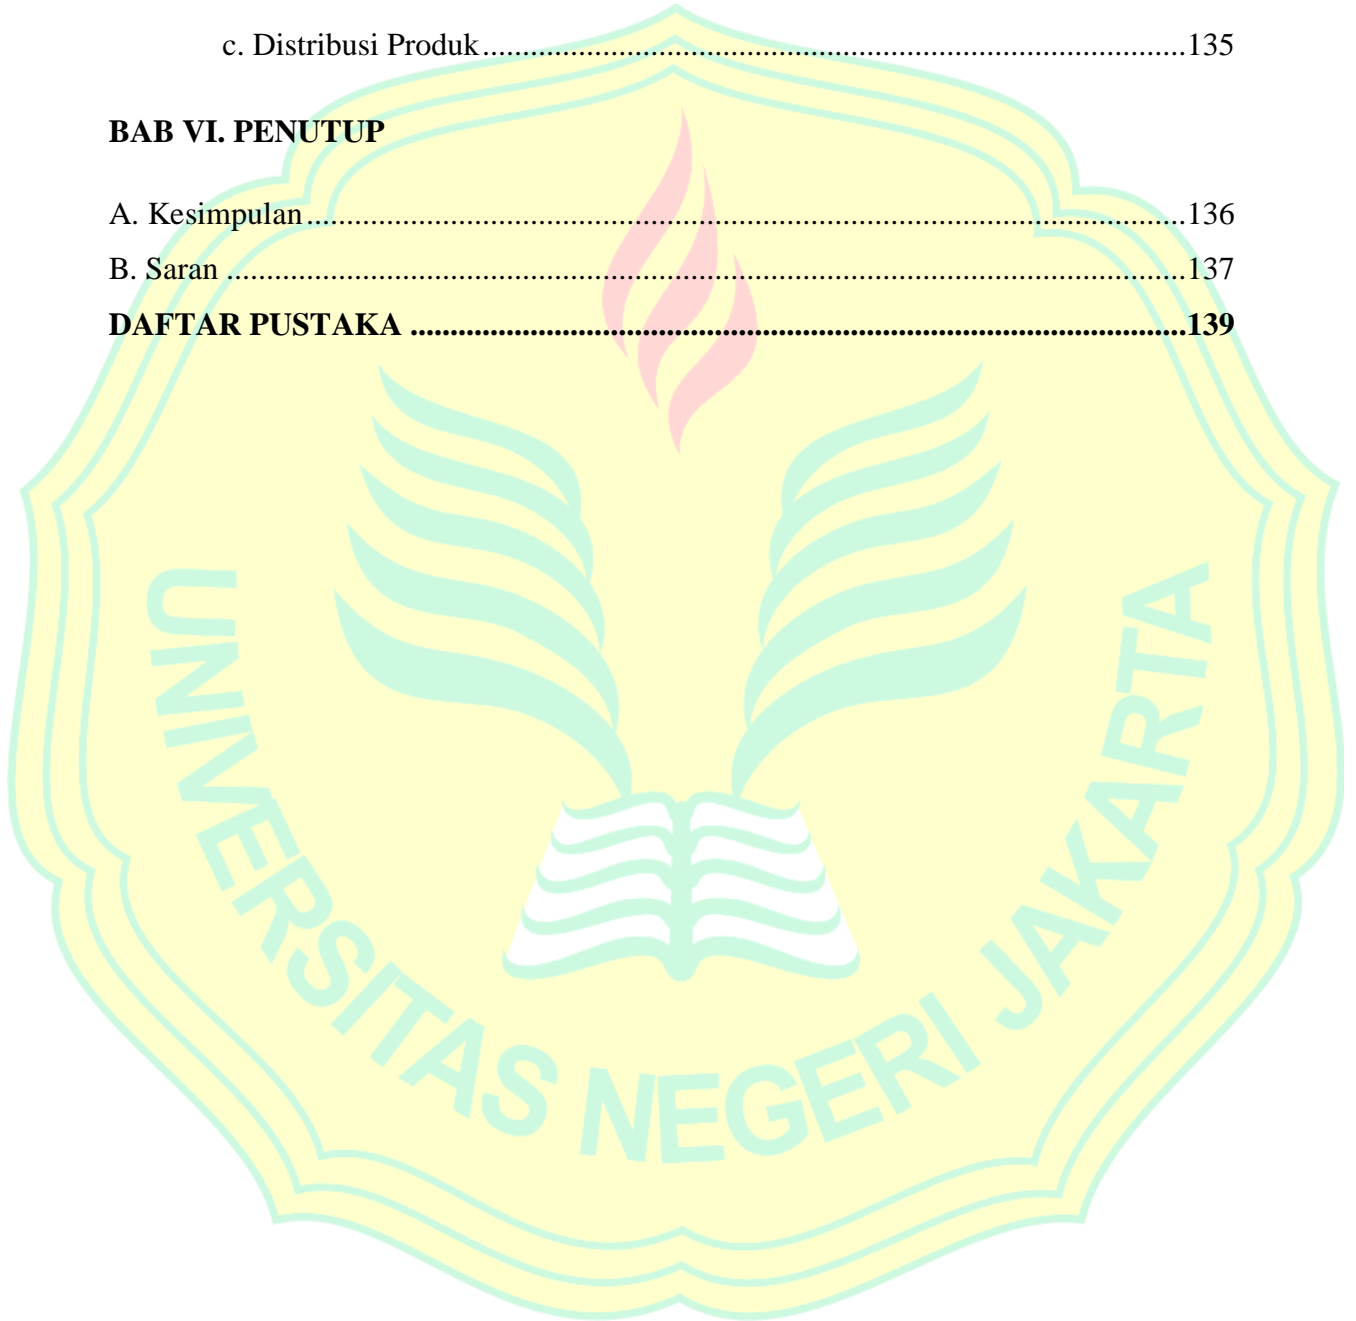 c. Distribusi Produk........................................................................................135
BAB VI. PENUTUP
A. Kesimpulan..............................................................................................................136
B. Saran ........................................................................................................................137
DAFTAR PUSTAKA .................................................................................................139
UNIVERSITAS NEGERI JAKARTA